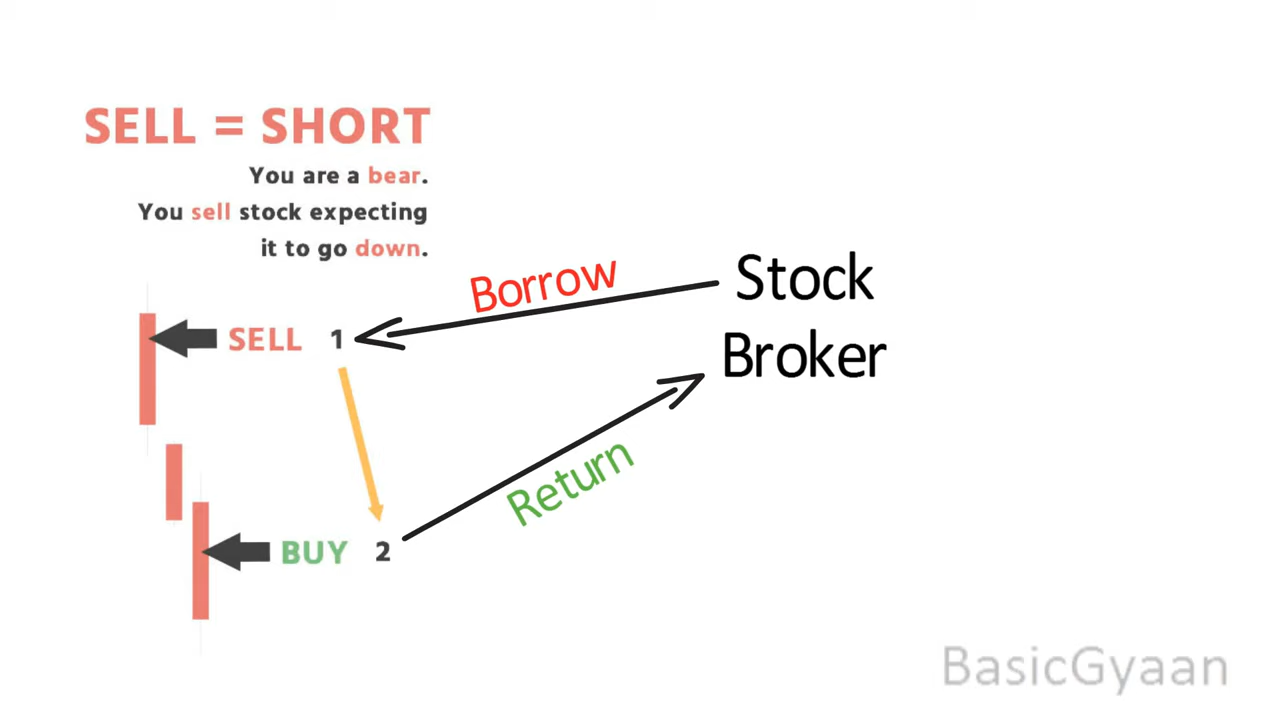 SELL = SHORT
You are a bear.
You sell stock expecting
it to go down.
Borrow
Stock
Broker
SELL 1
Return
BUY 2
BasicGyaan